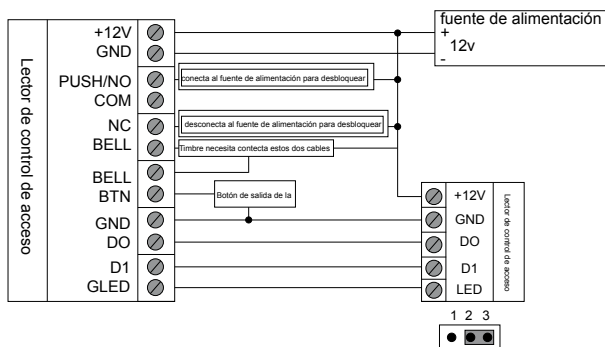 Lector de control de acceso
+12V
GND
PUSH/NO
COM
NC
BELL
BELL
BTN
GND
DO
D1
GLED
conecta al fuente de alimentación para desbloquear
desconecta al fuente de alimentación para desbloquear
Timbre necesita contecta estos dos cables
Botón de salida de la
fuente de alimentación
+
12v
-
+12V
GND
DO
D1
LED
Lector de control de acceso
1 2 3